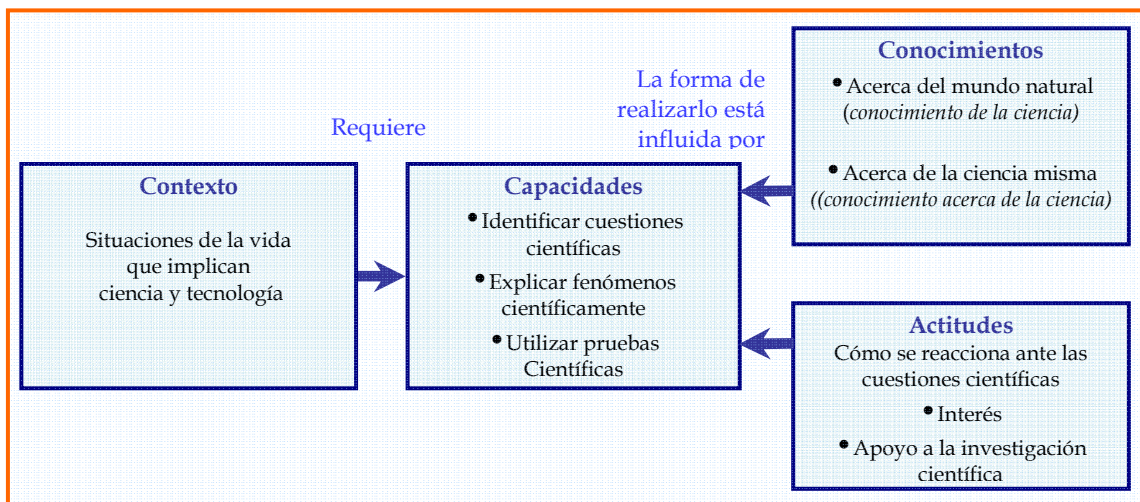 Requiere
La forma de
realizarlo está
influida por
Contexto
Situaciones de la vida
que implican
ciencia y tecnología
Capacidades
• Identificar cuestiones
científicas
• Explicar fenómenos
científicamente
• Utilizar pruebas
Científicas
Conocimientos
• Acerca del mundo natural
(conocimiento de la ciencia)
• Acerca de la ciencia misma
((conocimiento acerca de la ciencia)
Actitudes
Cómo se reacciona ante las
cuestiones científicas
• Interés
• Apoyo a la investigación
científica